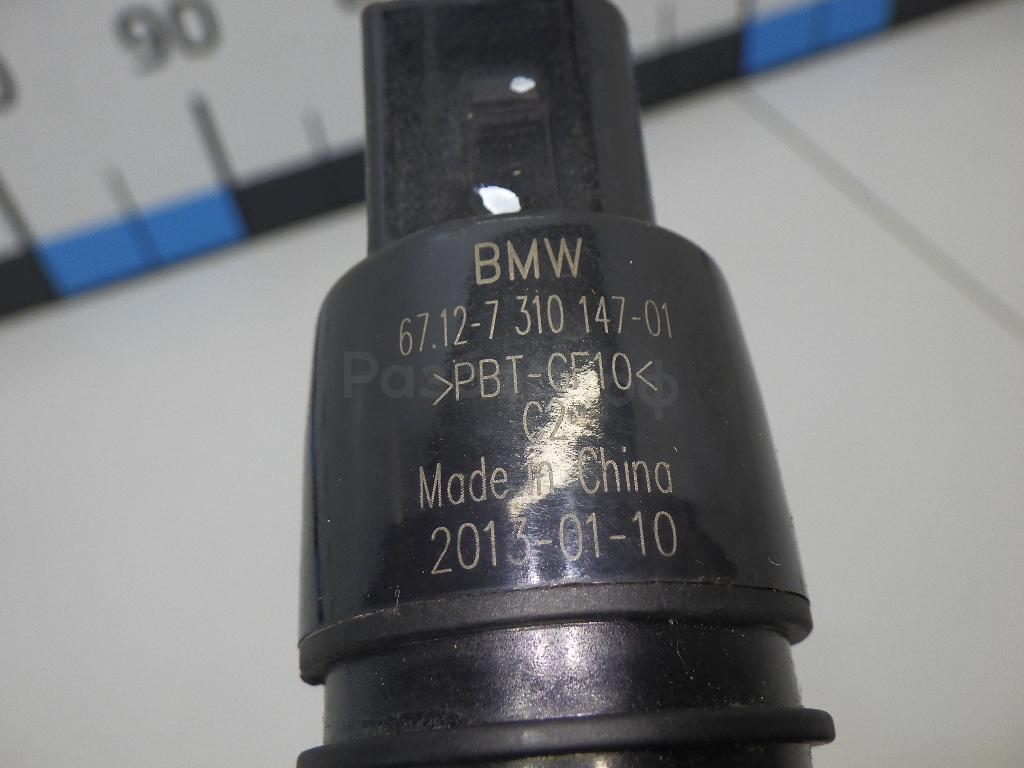 90
BMW
67.12-7 310 147-01
>PBT-GF10<
Made in China
2013-01-10